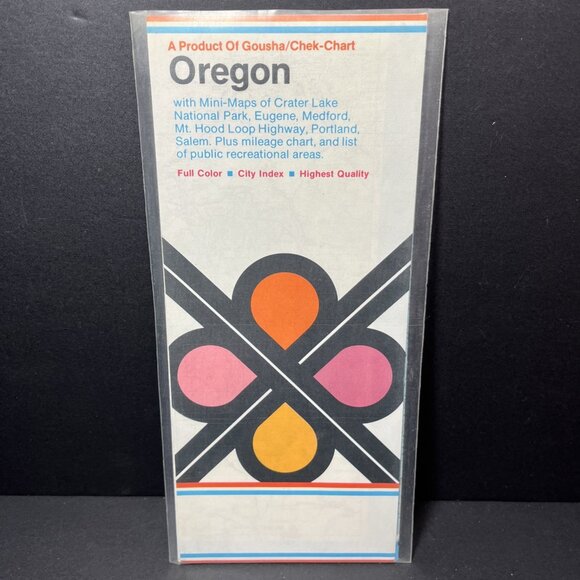 A Product Of Gousha/Chek-Chart
Oregon
with Mini-Maps of Crater Lake
National Park, Eugene, Medford,
Mt. Hood Loop Highway, Portland,
Salem. Plus mileage chart, and list
of public recreational areas.
Full Color ■ City Index ■ Highest Quality